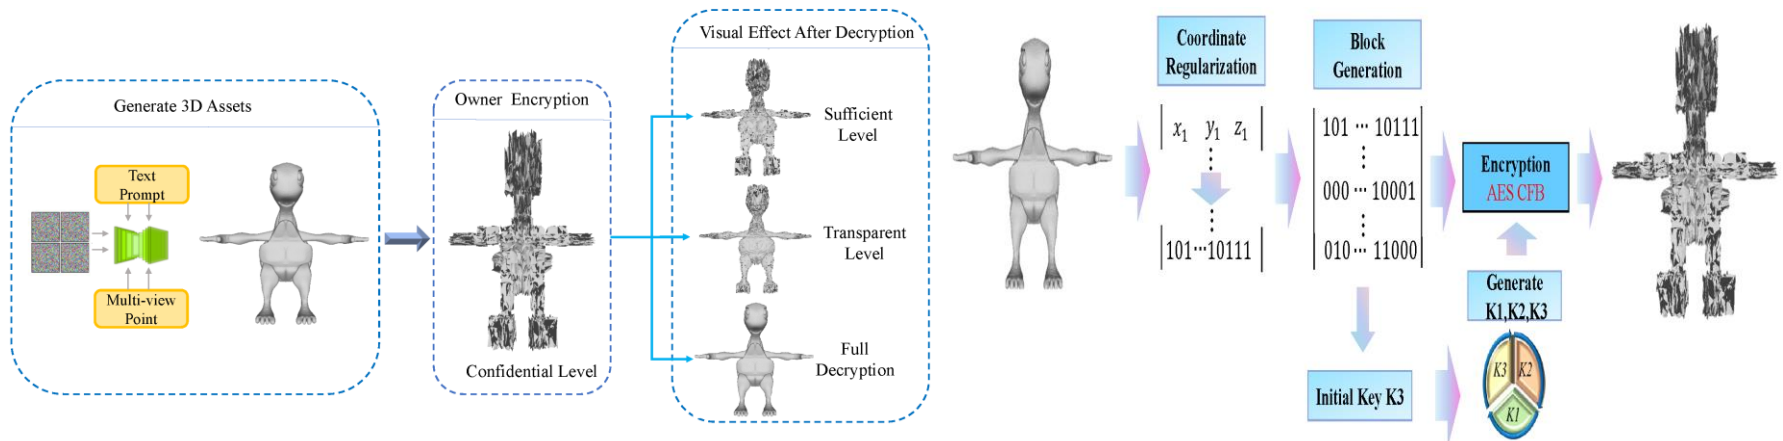 Generate 3D Assets
Text
Prompt
Multi-view
Point
Owner Encryption
Confidential Level
Visual Effect After Decryption
Sufficient
Level
Transparent
Level
Full
Decryption
Coordinate
Regularization
x₁ y₁ z₁
101···10111
Block
Generation
101 ··· 10111
000 ··· 10001
010 ··· 11000
Initial Key K3
Encryption
AES CFB
Generate
K1,K2,K3
K3 K2
K1